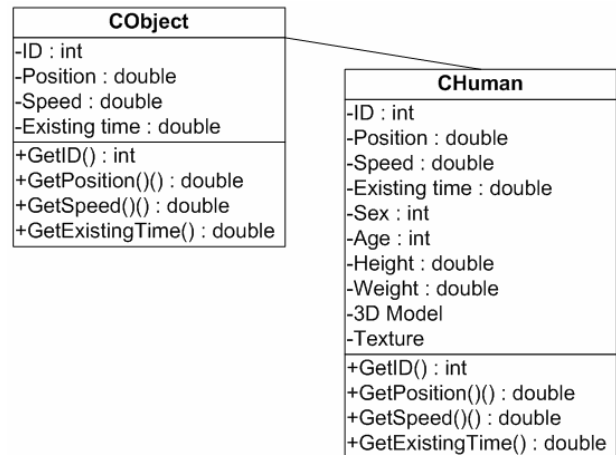 CObject
-ID : int
-Position : double
-Speed : double
-Existing time : double
+GetID() : int
+GetPosition()() : double
+GetSpeed()() : double
+GetExistingTime() : double
CHuman
-ID : int
-Position : double
-Speed : double
-Existing time : double
-Sex : int
-Age : int
-Height : double
-Weight : double
-3D Model
-Texture
+GetID() : int
+GetPosition()() : double
+GetSpeed()() : double
+GetExistingTime() : double